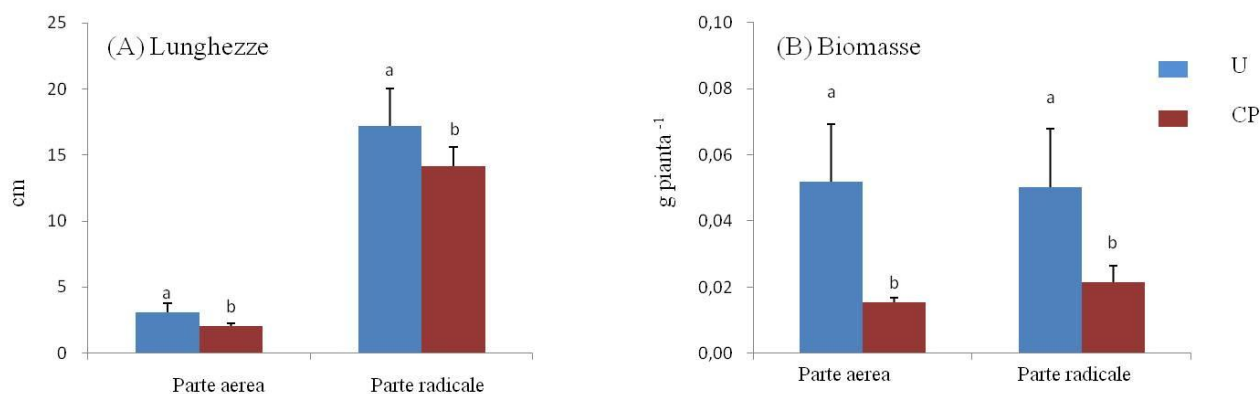 (A) Lunghezze
cm
25
20
15
10
5
0
a
b
a
b
Parte aerea
Parte radicale
(B) Biomasse
g pianta ⁻¹
0,10
0,08
0,06
0,04
0,02
0,00
a
b
a
b
Parte aerea
Parte radicale
U
CP